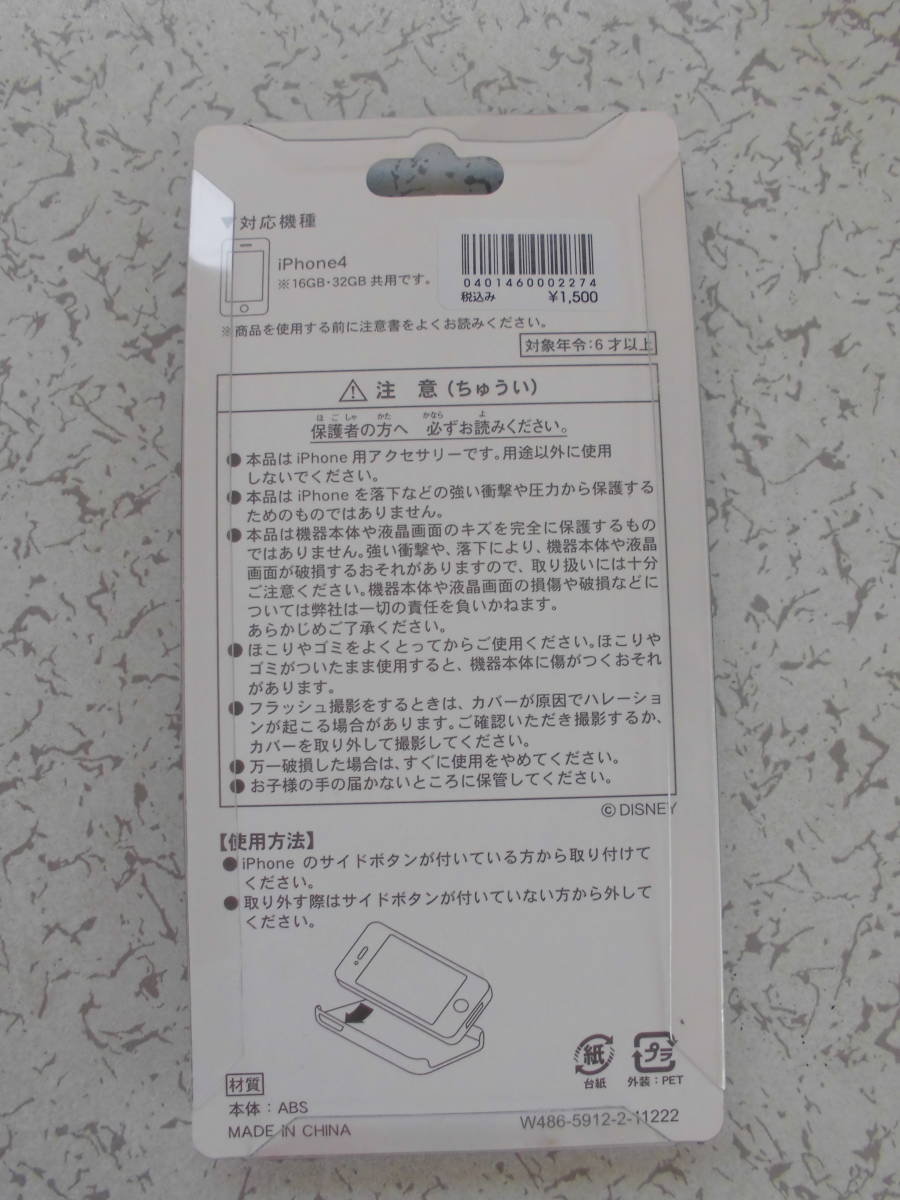 ▼対応機種
iPhone4
※16GB・32GB 共用です。
0401460002274
税込み ¥1,500
※商品を使用する前に注意書をよくお読みください。
対象年令:6才以上
⚠ 注 意(ちゅうい)
ほごしゃ かた かなら よ
保護者の方へ 必ずお読みください。
●本品は iPhone 用アクセサリーです。用途以外に使用
しないでください。
●本品は iPhone を落下などの強い衝撃や圧力から保護する
ためのものではありません。
●本品は機器本体や液晶画面のキズを完全に保護するもの
ではありません。強い衝撃や、落下により、機器本体や液晶
画面が破損するおそれがありますので、取り扱いには十分
ご注意ください。機器本体や液晶画面の損傷や破損などに
ついては弊社は一切の責任を負いかねます。
あらかじめご了承ください。
●ほこりやゴミをよくとってからご使用ください。ほこりや
ゴミがついたまま使用すると、機器本体に傷がつくおそれ
があります。
●フラッシュ撮影をするときは、カバーが原因でハレーショ
ンが起こる場合があります。ご確認いただき撮影するか、
カバーを取り外して撮影してください。
●万一破損した場合は、すぐに使用をやめてください。
●お子様の手の届かないところに保管してください。
©DISNEY
【使用方法】
●iPhone のサイドボタンが付いている方から取り付けて
ください。
●取り外す際はサイドボタンが付いていない方から外して
ください。
紙
台紙
プラ
外装:PET
材質
本体:ABS
MADE IN CHINA
W486-5912-2-11222